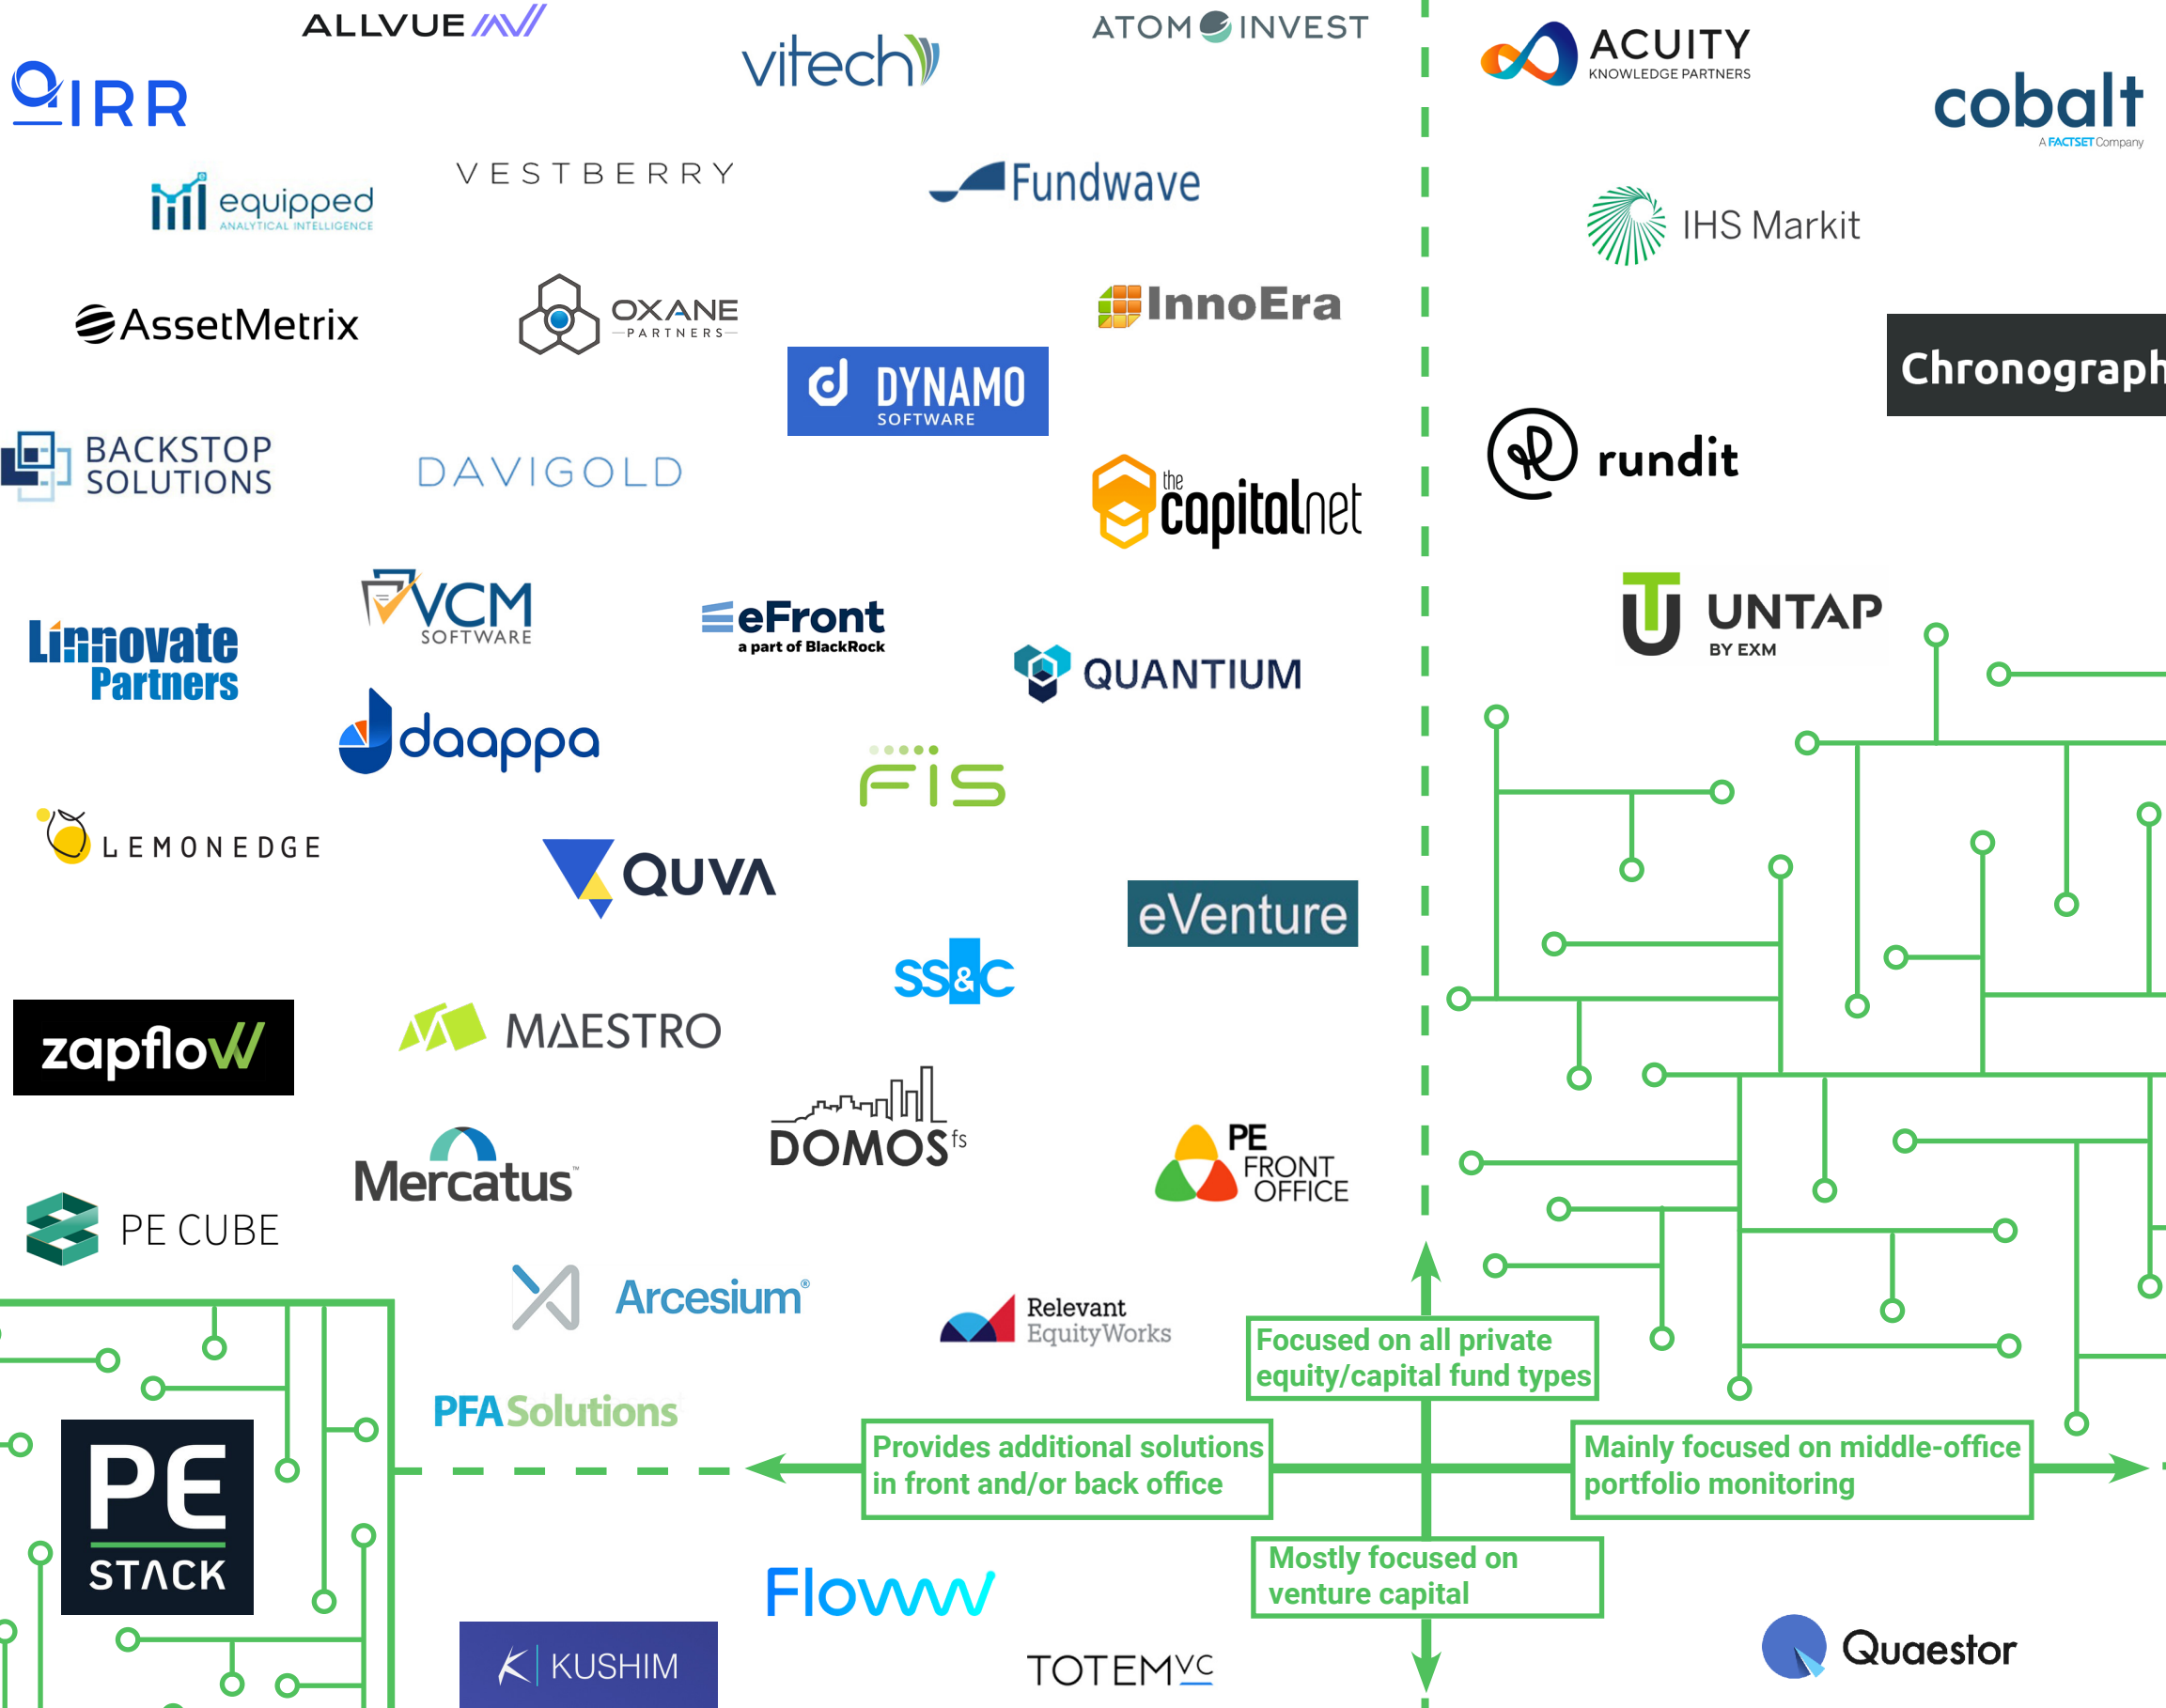 ALLVUE
ATOM INVEST
vitech
ACUITY
KNOWLEDGE PARTNERS
IRR
cobalt
A FACTSET Company
VESTBERRY
Fundwave
equipped
ANALYTICAL INTELLIGENCE
IHS Markit
AssetMetrix
OXANE
PARTNERS
InnoEra
Chronograph
DYNAMO
SOFTWARE
BACKSTOP
SOLUTIONS
DAVIGOLD
the
capitalnet
rundit
VCM
SOFTWARE
eFront
a part of BlackRock
UNTAP
BY EXM
Linnovate
Partners
QUANTIUM
daappa
FIS
LEMONEDGE
QUVA
eVenture
SS&C
zapflow
MAESTRO
DOMOS fs
PE
FRONT
OFFICE
Mercatus™
PE CUBE
Arcesium®
Relevant
EquityWorks
Focused on all private
equity/capital fund types
PFA Solutions
Provides additional solutions
in front and/or back office
Mainly focused on middle-office
portfolio monitoring
PE
STACK
Mostly focused on
venture capital
Floww
KUSHIM
TOTEM VC
Quaestor